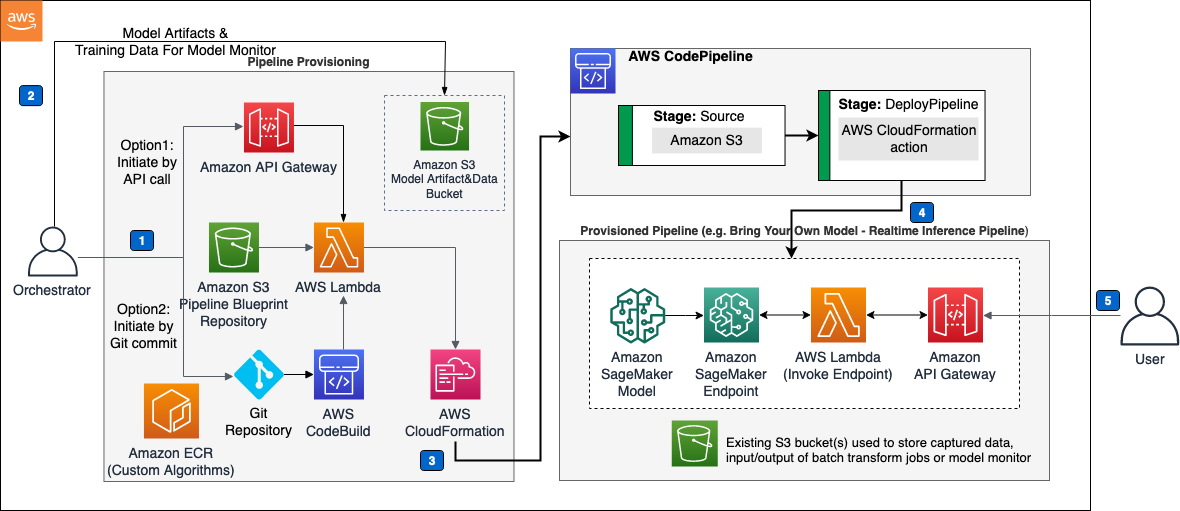 aws
Model Artifacts &
Training Data For Model Monitor
Pipeline Provisioning
2
Option1:
Initiate by
API call
Amazon API Gateway
Amazon S3
Model Artifact&Data
Bucket
1
Orchestrator
Amazon S3
Pipeline Blueprint
Repository
AWS Lambda
Option2:
Initiate by
Git commit
Git
Repository
AWS
CodeBuild
AWS
CloudFormation
Amazon ECR
(Custom Algorithms)
3
AWS CodePipeline
Stage: Source
Amazon S3
Stage: DeployPipeline
AWS CloudFormation
action
4
Provisioned Pipeline (e.g. Bring Your Own Model - Realtime Inference Pipeline)
Amazon
SageMaker
Model
Amazon
SageMaker
Endpoint
AWS Lambda
(Invoke Endpoint)
Amazon
API Gateway
5
User
Existing S3 bucket(s) used to store captured data,
input/output of batch transform jobs or model monitor